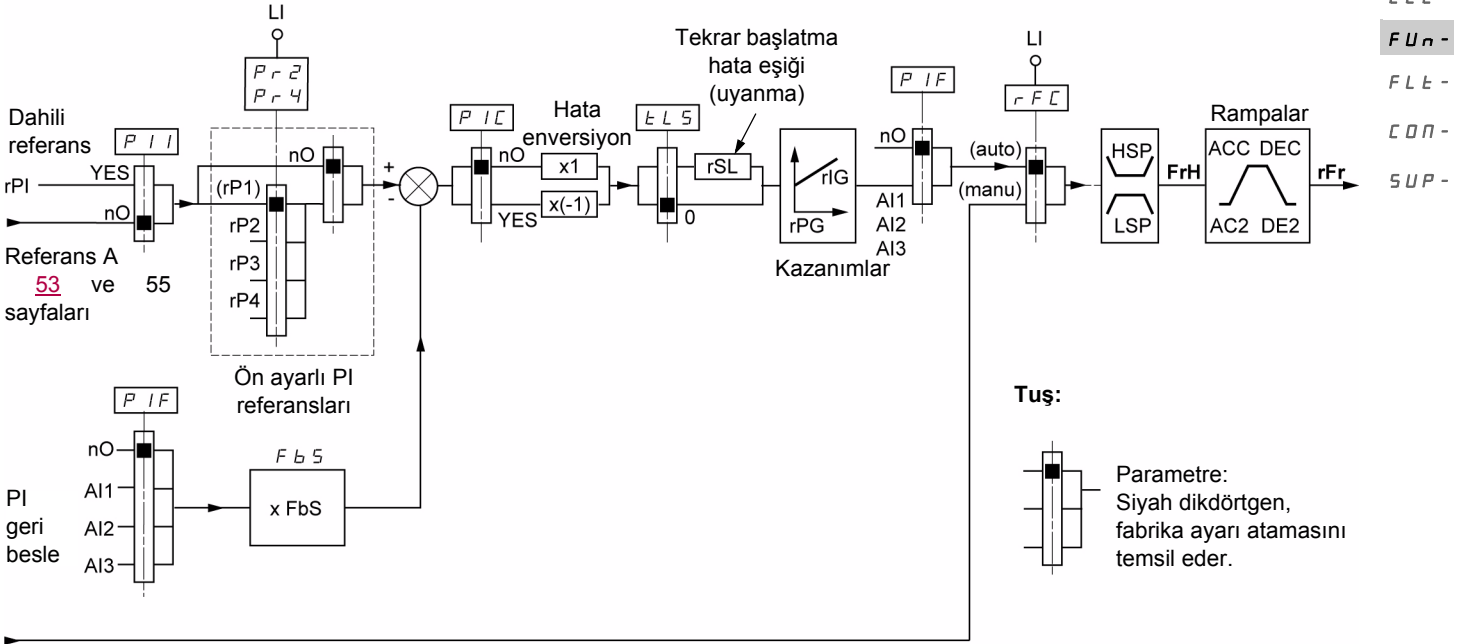 LI
Pr2
Pr4
Dahili
referans
PII
rPI
YES
nO
Referans A
53 ve 55
sayfaları
(rP1)
rP2
rP3
rP4
nO
Ön ayarlı PI
referansları
+
-
PIC
nO
YES
Hata
enversiyon
x1
x(-1)
tLS
0
Tekrar başlatma
hata eşiği
(uyanma)
rSL
rIG
rPG
Kazanımlar
PIF
nO
AI1
AI2
AI3
LI
rFC
(auto)
(manu)
HSP
LSP
FrH
Rampalar
ACC DEC
AC2 DE2
rFr
PIF
nO
AI1
AI2
AI3
PI
geri
besle
FbS
x FbS
Tuş:
Parametre:
Siyah dikdörtgen,
fabrika ayarı atamasını
temsil eder.
FUn-
FLt-
COM-
SUP-